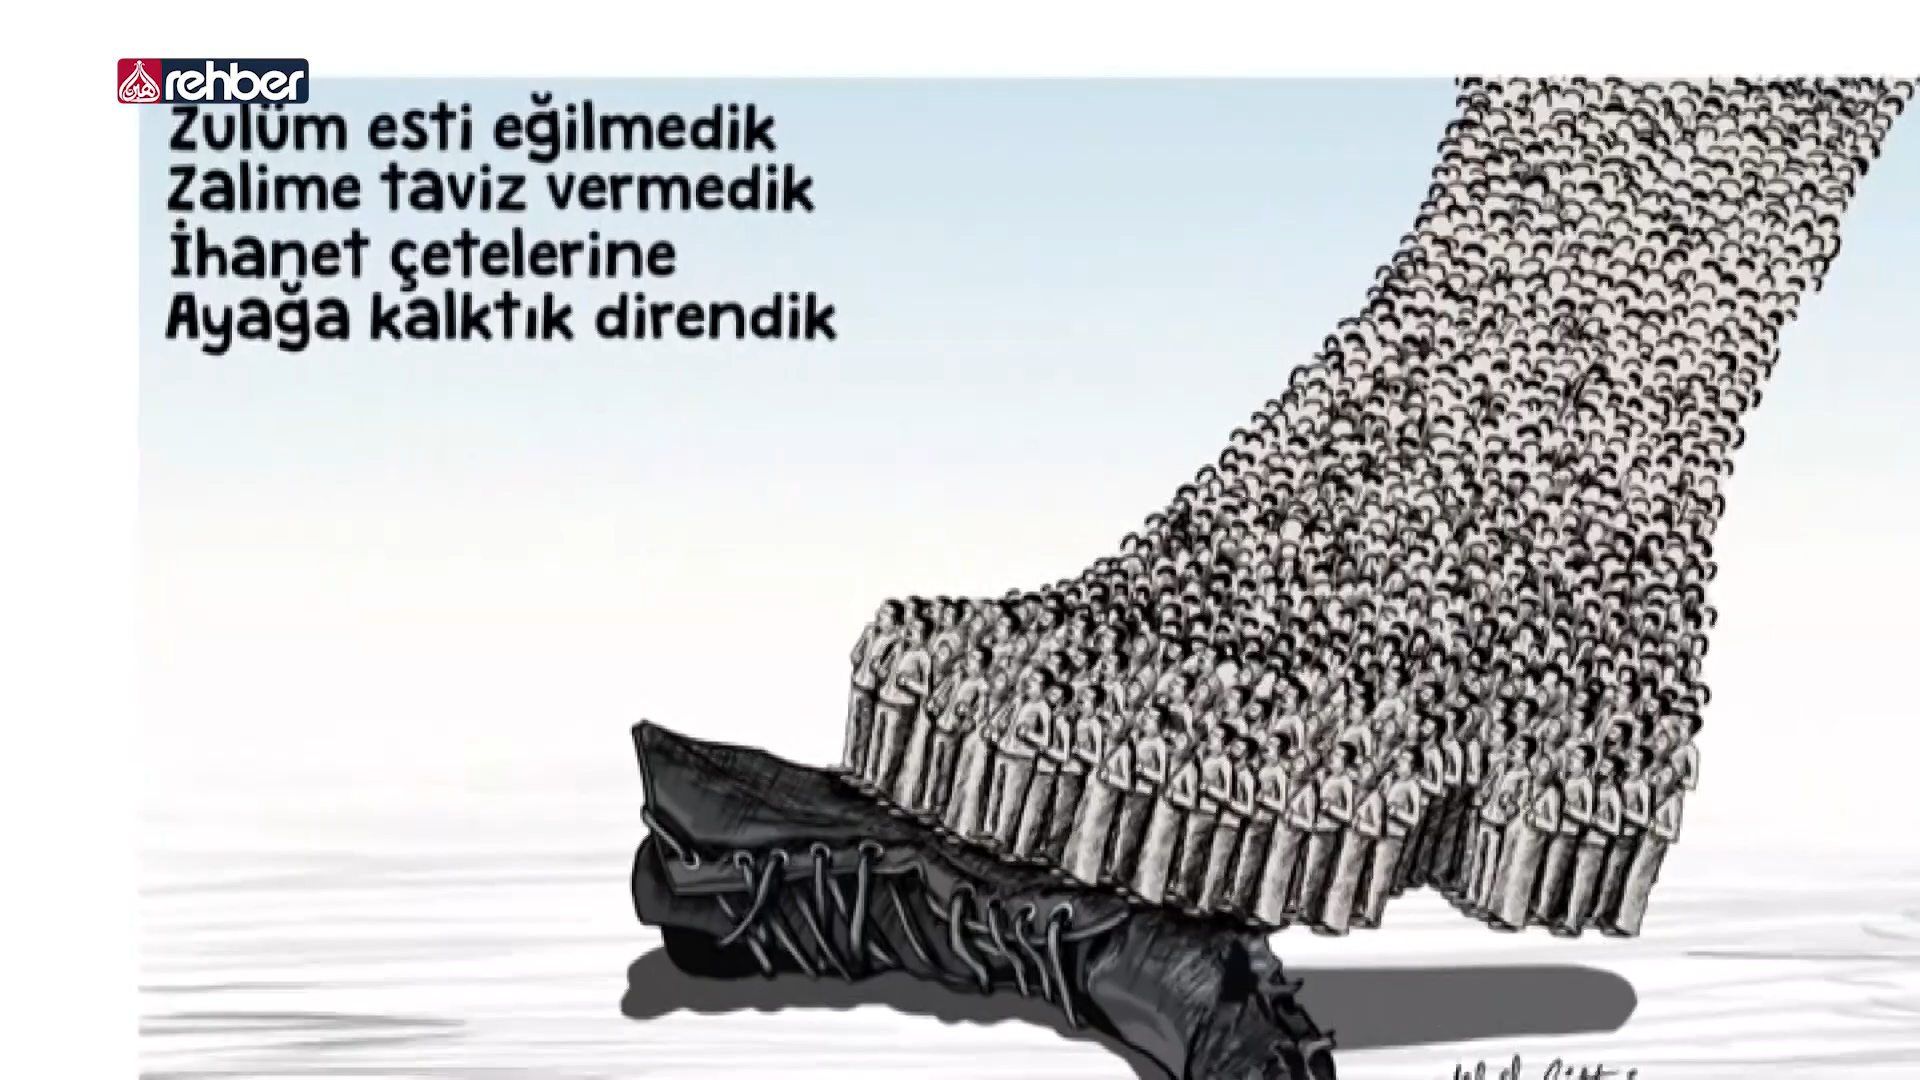 rehber
Zulüm esti eğilmedik
Zalime taviz vermedik
İhanet çetelerine
Ayağa kalktık direndik